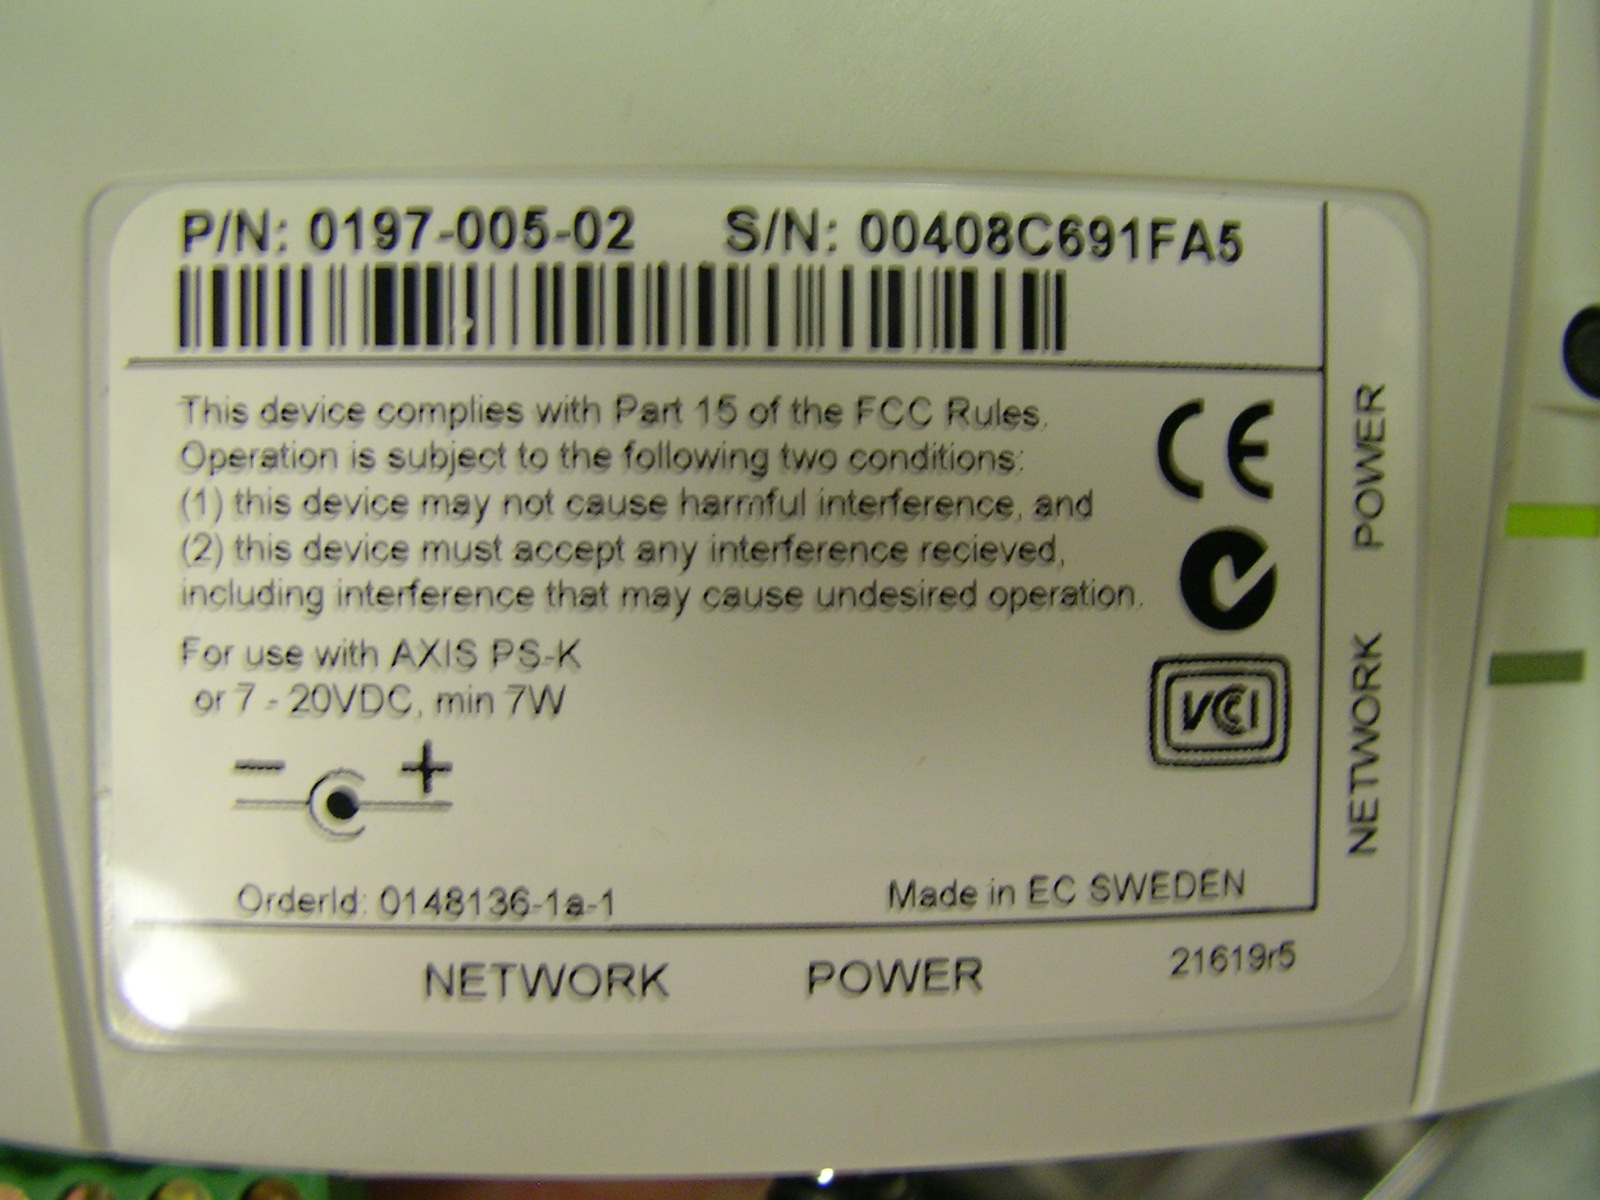 P/N: 0197-005-02 S/N: 00408C691FA5
This device complies with Part 15 of the FCC Rules.
Operation is subject to the following two conditions:
(1) this device may not cause harmful interference, and
(2) this device must accept any interference recieved,
including interference that may cause undesired operation.
CE
For use with AXIS PS-K
or 7 - 20VDC, min 7W
VCCI
- +
OrderId: 0148136-1a-1
Made in EC SWEDEN
NETWORK POWER
21619r5
NETWORK POWER